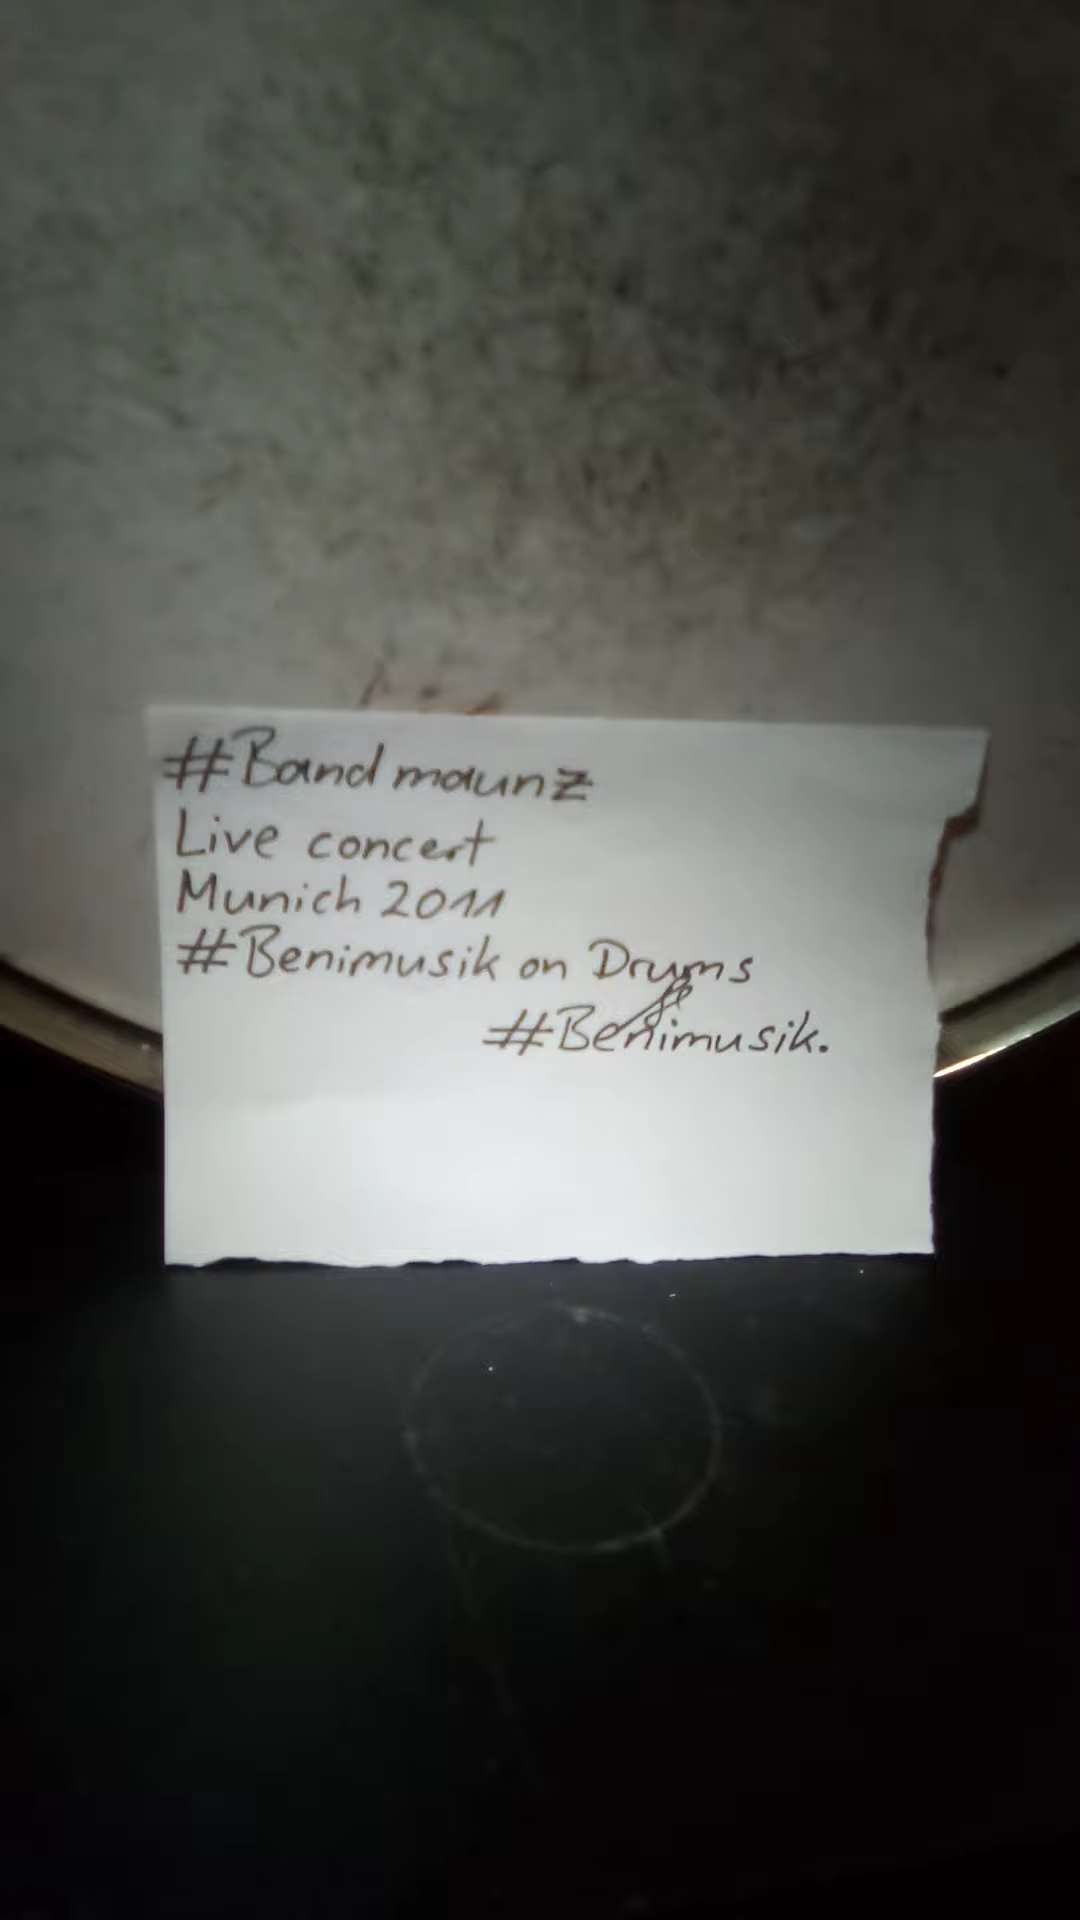 #Bandmaunz
Live concert
Munich 2011
#Benimusik on Drums
#Benimusik.